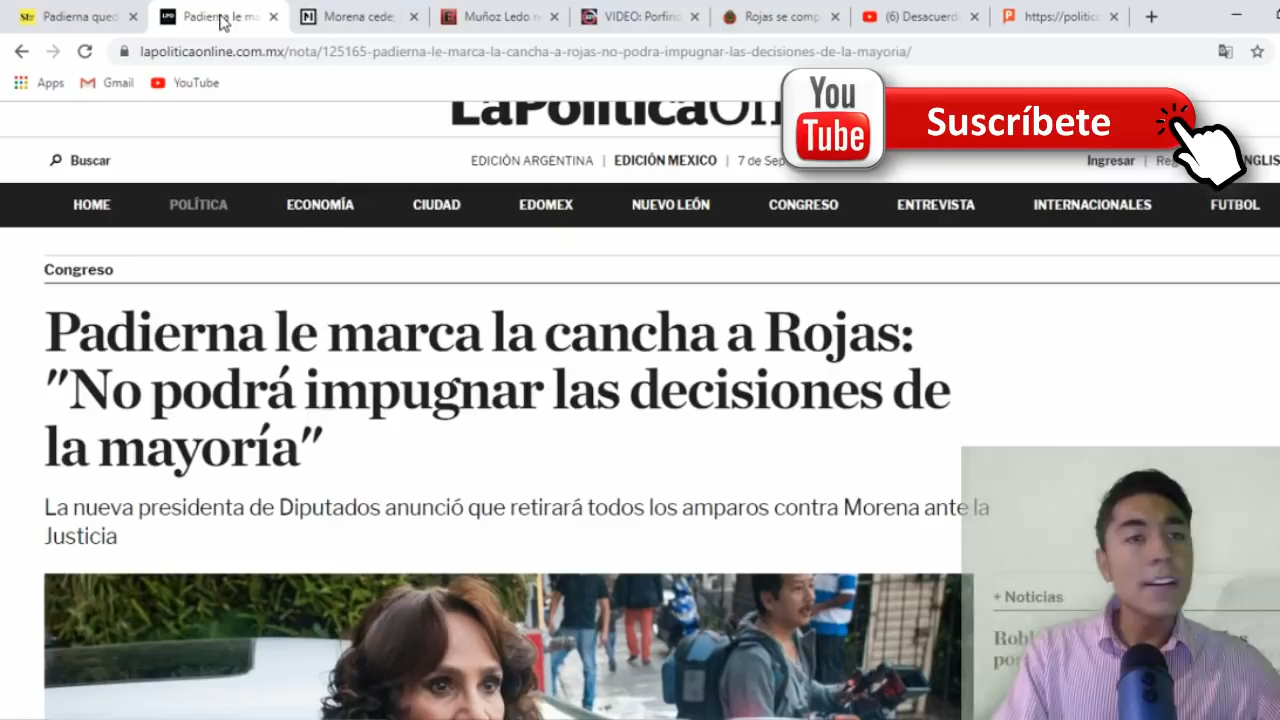 Padierna qued
Padierna le ma
Morena cede;
Muñoz Ledo r
VIDEO: Porfirio
Rojas se comp
(6) Desacuerd
https://politico
lapoliticaonline.com.mx/nota/125165-padierna-le-marca-la-cancha-a-rojas-no-podra-impugnar-las-decisiones-de-la-mayoria/
Apps Gmail YouTube
LaPolíticaOn
You
Tube
Suscríbete
Buscar
EDICIÓN ARGENTINA | EDICIÓN MEXICO | 7 de Sep
Ingresar | Re
NGLIS
HOME POLÍTICA ECONOMÍA CIUDAD EDOMEX NUEVO LEÓN CONGRESO ENTREVISTA INTERNACIONALES FUTBOL
Congreso
Padierna le marca la cancha a Rojas:
"No podrá impugnar las decisiones de
la mayoría"
La nueva presidenta de Diputados anunció que retirará todos los amparos contra Morena ante la
Justicia
+ Noticias